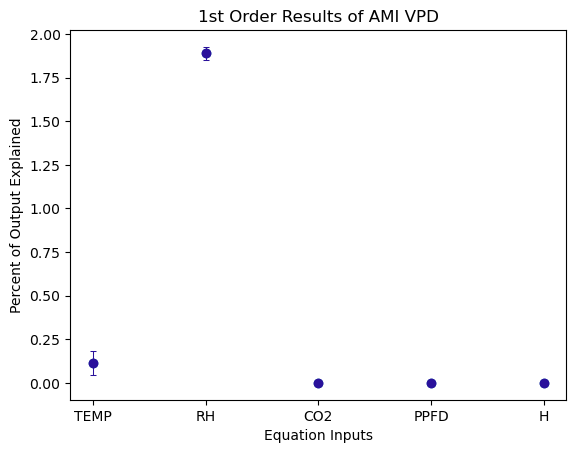 1st Order Results of AMI VPD
Percent of Output Explained
2.00
1.75
1.50
1.25
1.00
0.75
0.50
0.25
0.00
TEMP RH CO2 PPFD H
Equation Inputs